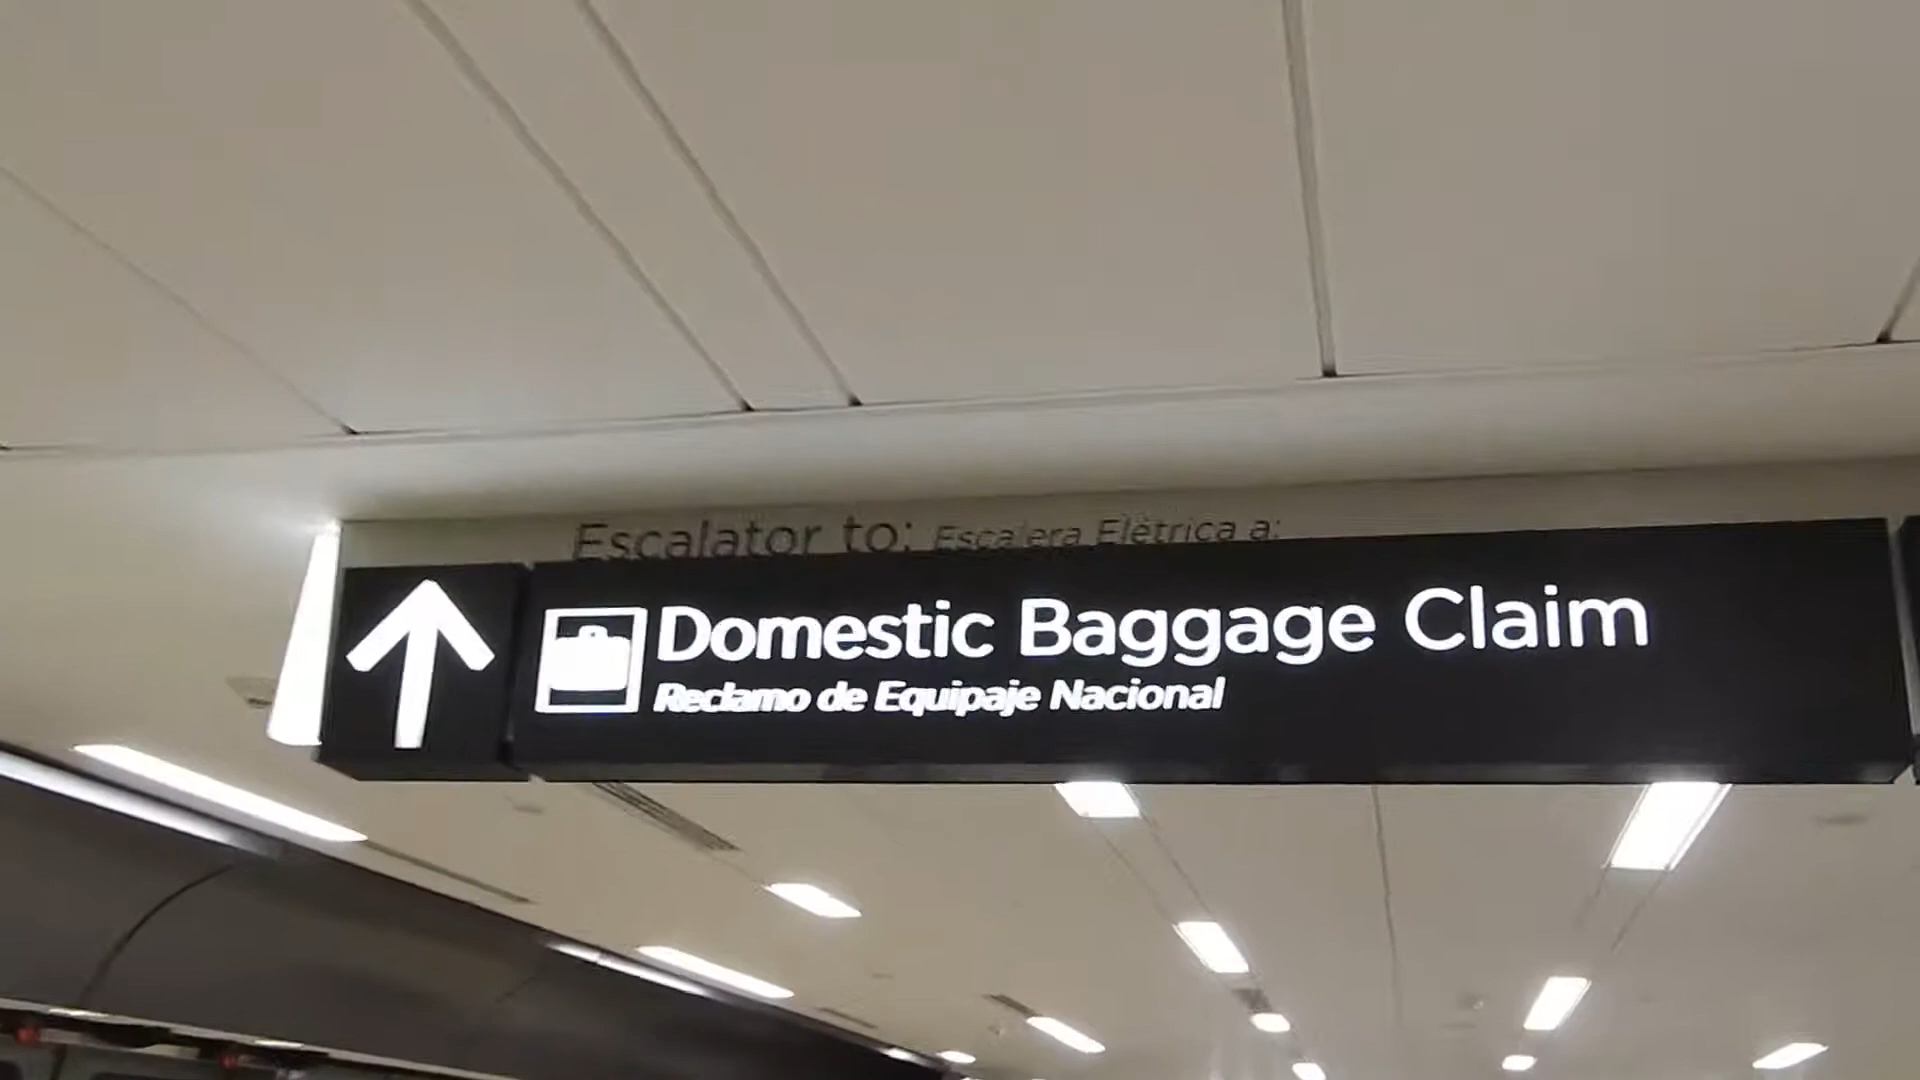 Escalator to: Escalera Elétrica a:
Domestic Baggage Claim
Reclamo de Equipaje Nacional